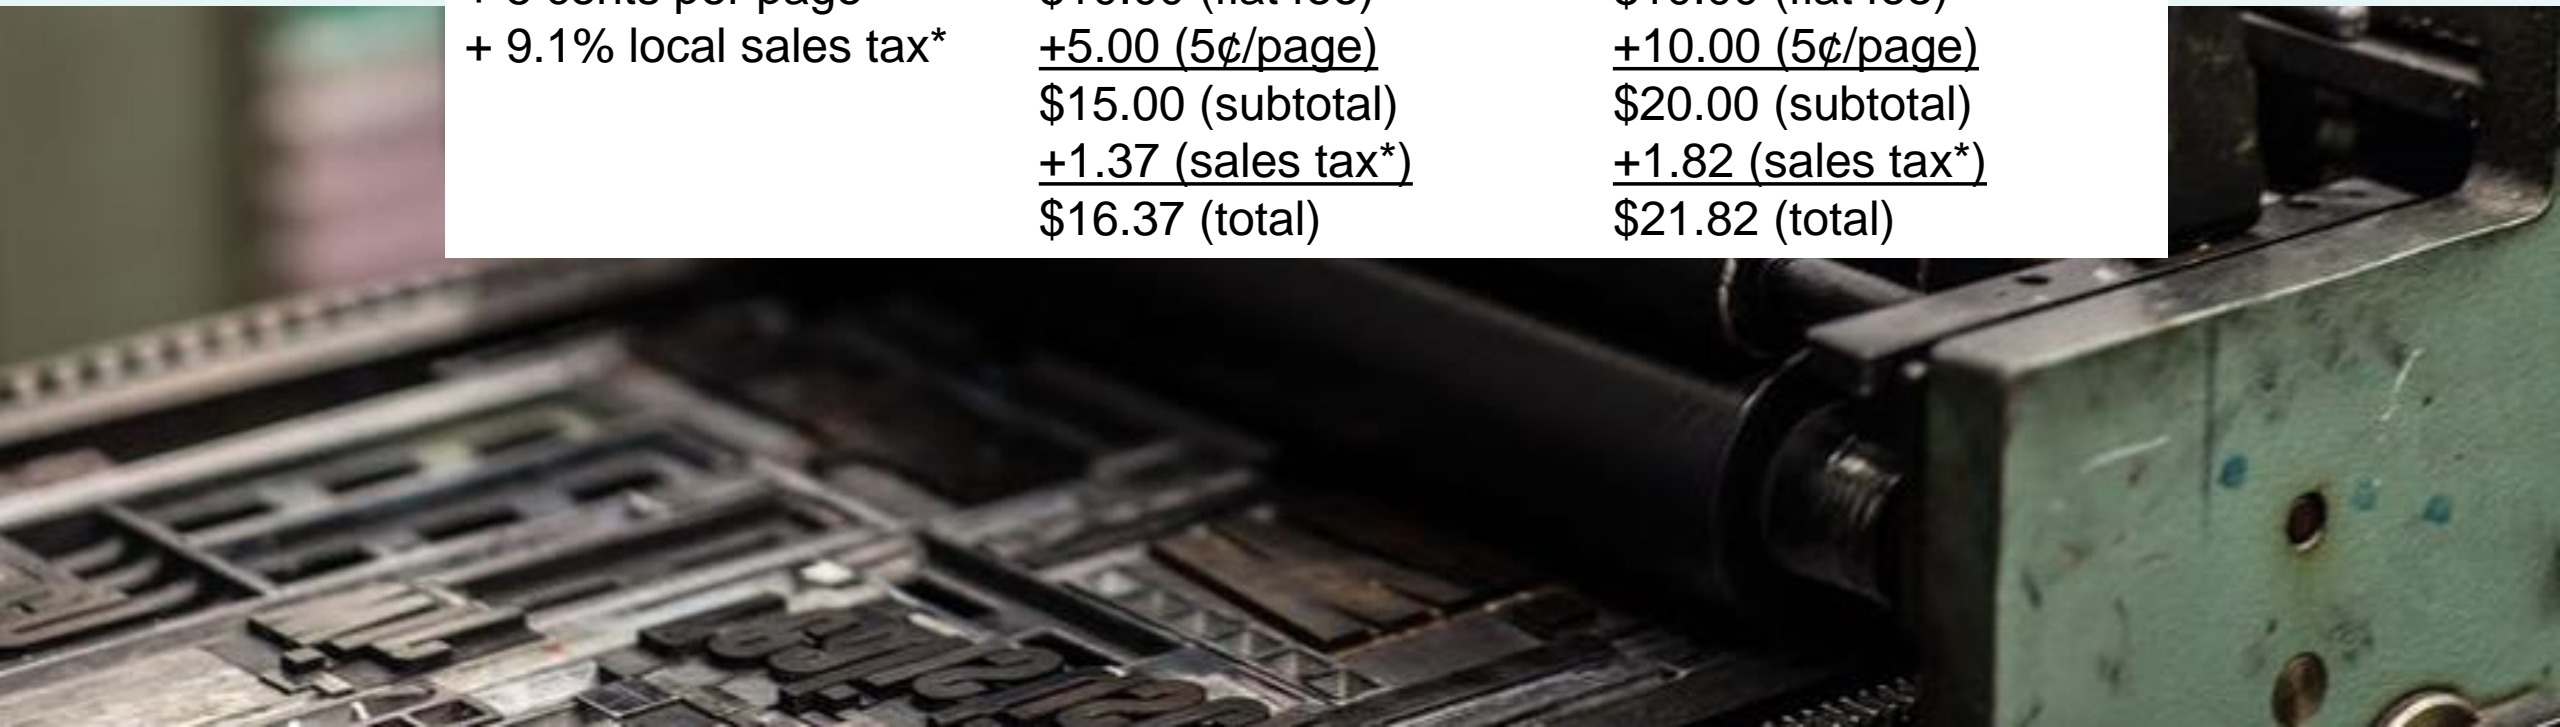 + 9.1% local sales tax*
+5.00 (5¢/page)
$15.00 (subtotal)
+1.37 (sales tax*)
$16.37 (total)
+10.00 (5¢/page)
$20.00 (subtotal)
+1.82 (sales tax*)
$21.82 (total)